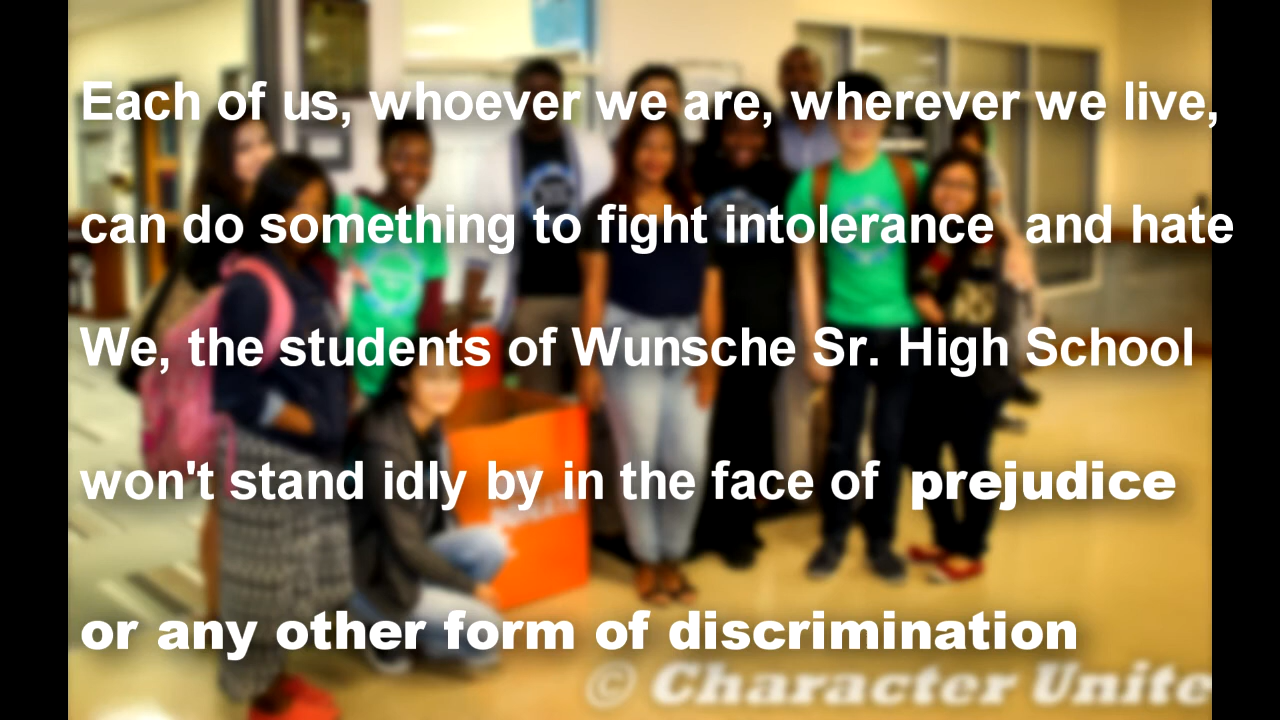 Each of us, whoever we are, wherever we live,
can do something to fight intolerance and hate
We, the students of Wunsche Sr. High School
won't stand idly by in the face of prejudice
or any other form of discrimination
© Character Unite